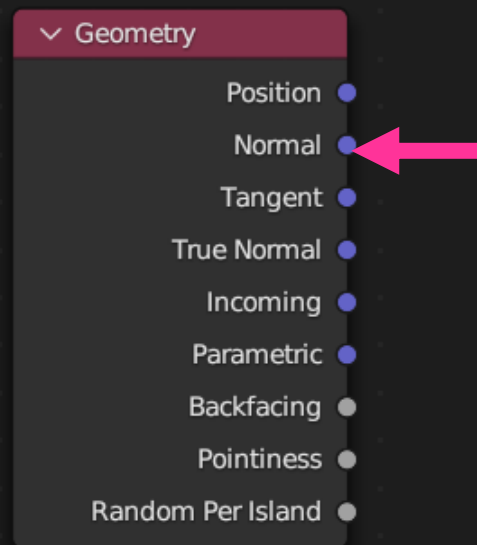 Geometry
Position
Normal
Tangent
True Normal
Incoming
Parametric
Backfacing
Pointiness
Random Per Island